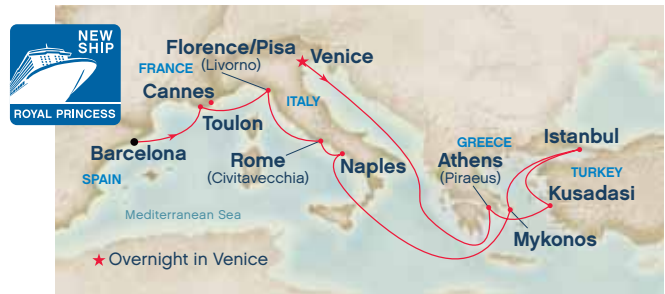 NEW
SHIP
ROYAL PRINCESS
Florence/Pisa
(Livorno)
Venice
FRANCE
Cannes
ITALY
Toulon
Barcelona
SPAIN
Rome
(Civitavecchia)
Naples
GREECE
Athens
(Piraeus)
Istanbul
TURKEY
Kusadasi
Mykonos
Mediterranean Sea
★ Overnight in Venice